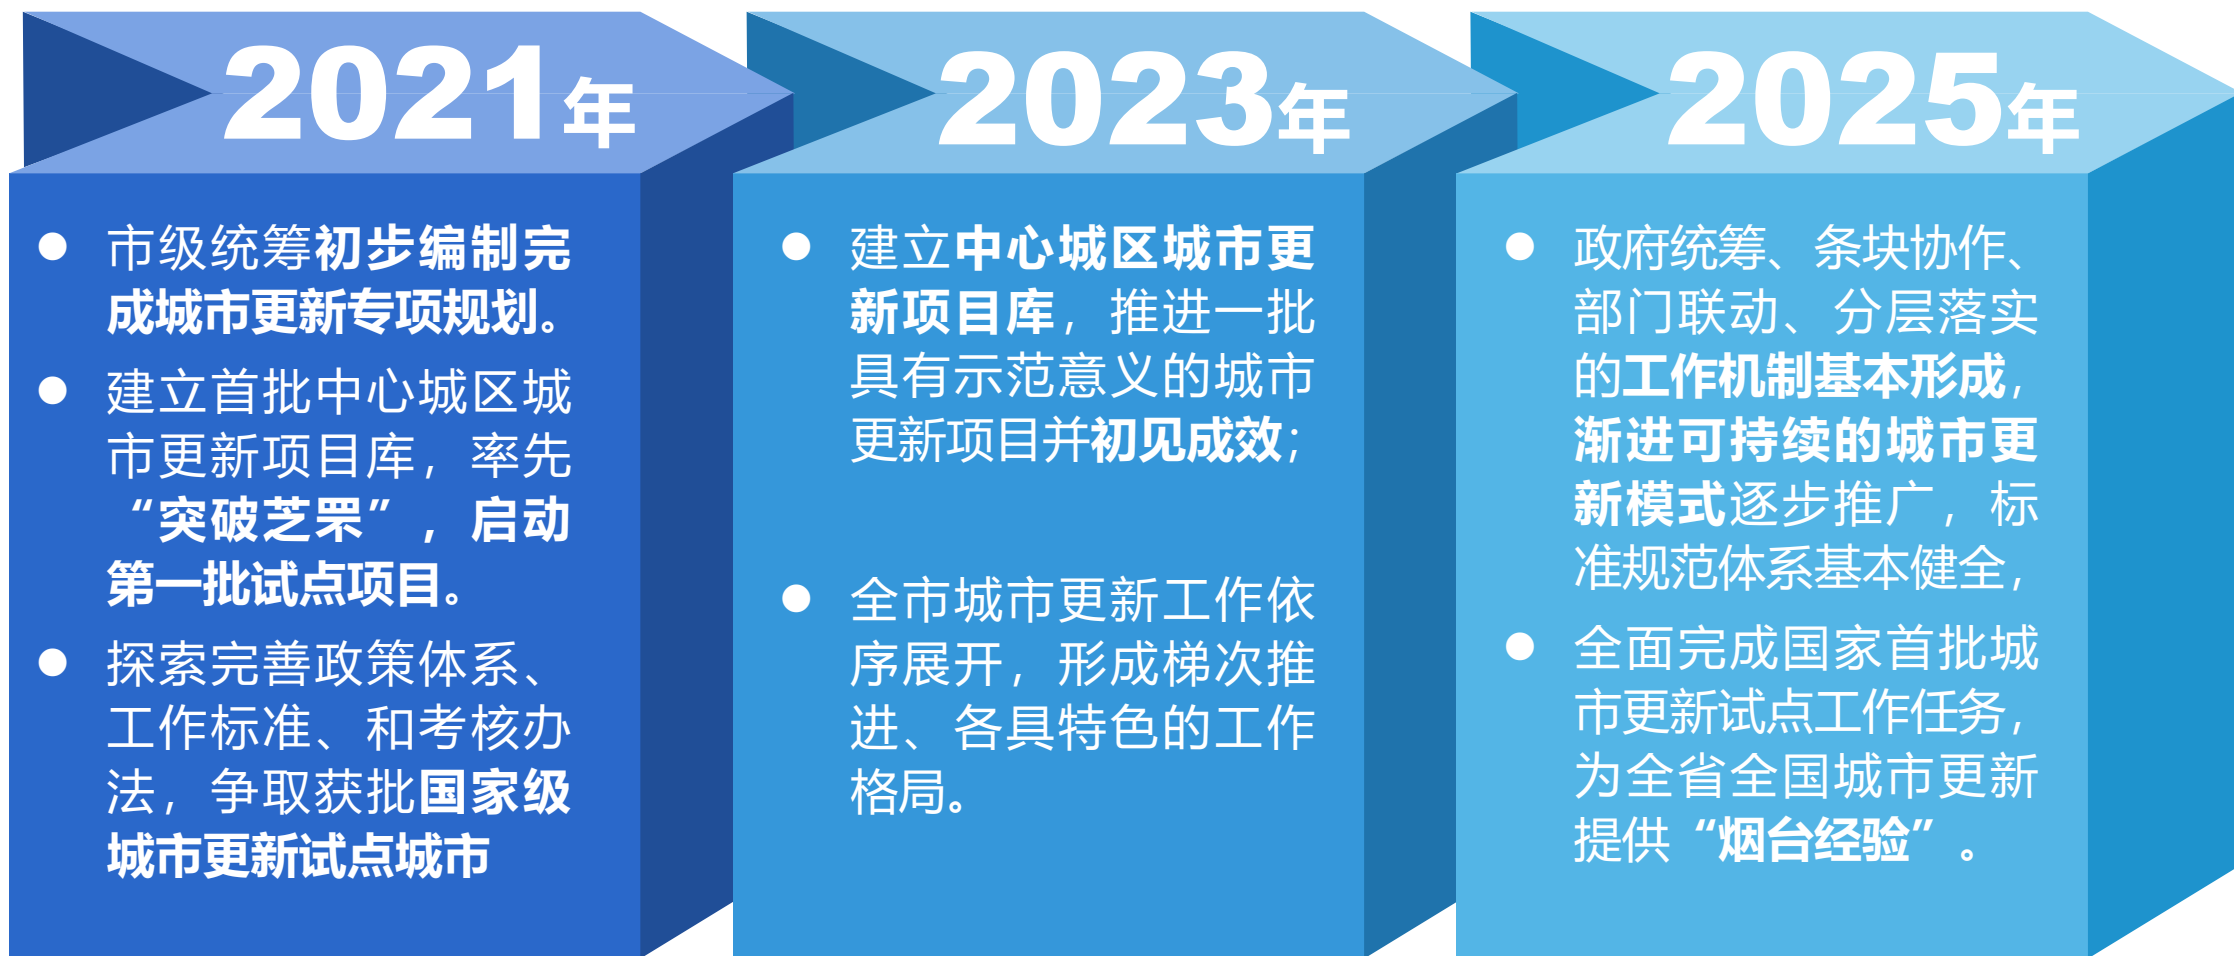 2021年
市级统筹初步编制完
成城市更新专项规划。
建立首批中心城区城
市更新项目库，率先
“突破芝罘”，启动
第一批试点项目。
探索完善政策体系、
工作标准、和考核办
法，争取获批国家级
城市更新试点城市
2023年
建立中心城区城市更
新项目库，推进一批
具有示范意义的城市
更新项目并初见成效；
全市城市更新工作依
序展开，形成梯次推
进、各具特色的工作
格局。
2025年
政府统筹、条块协作、
部门联动、分层落实
的工作机制基本形成，
渐进可持续的城市更
新模式逐步推广，标
准规范体系基本健全，
全面完成国家首批城
市更新试点工作任务，
为全省全国城市更新
提供“烟台经验”。